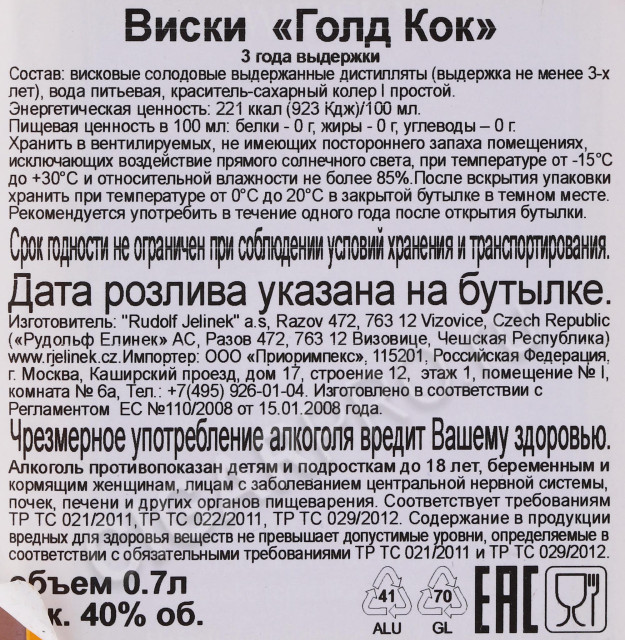 Виски «Голд Кок»
3 года выдержки
Состав: висковые солодовые выдержанные дистилляты (выдержка не менее 3-х
лет), вода питьевая, краситель-сахарный колер I простой.
Энергетическая ценность: 221 ккал (923 Кдж)/100 мл.
Пищевая ценность в 100 мл: белки - 0 г, жиры - 0 г, углеводы – 0 г.
Хранить в вентилируемых, не имеющих постороннего запаха помещениях,
исключающих воздействие прямого солнечного света, при температуре от -15°С
до +30°С и относительной влажности не более 85%.После вскрытия упаковки
хранить при температуре от 0°С до 20°С в закрытой бутылке в темном месте.
Рекомендуется употребить в течение одного года после открытия бутылки.
Срок годности не ограничен при соблюдении условий хранения и транспортирования.
Дата розлива указана на бутылке.
Изготовитель: "Rudolf Jelinek" a.s, Razov 472, 763 12 Vizovice, Czech Republic
(«Рудольф Елинек» АС, Разов 472, 763 12 Визовице, Чешская Республика)
www.rjelinek.cz.Импортер: ООО «Приоримпекс», 115201, Российская Федерация,
г. Москва, Каширский проезд, дом 17, строение 12, этаж 1, помещение № I,
комната № 6а, Тел.: +7(495) 926-01-04. Изготовлено в соответствии с
Регламентом ЕС №110/2008 от 15.01.2008 года.
Чрезмерное употребление алкоголя вредит Вашему здоровью.
Алкоголь противопоказан детям и подросткам до 18 лет, беременным и
кормящим женщинам, лицам с заболеванием центральной нервной системы,
почек, печени и других органов пищеварения. Соответствует требованиям
ТР ТС 021/2011,ТР ТС 022/2011, ТР ТС 029/2012. Содержание в продукции
вредных для здоровья веществ не превышает допустимые уровни, определяемые в
соответствии с обязательными требованиями ТР ТС 021/2011 и ТР ТС 029/2012.
объем 0.7л
к. 40% об.
41
ALU
70
GL
EAC